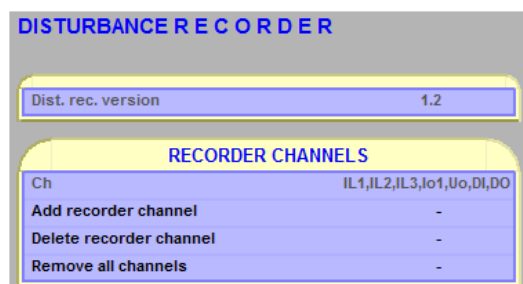 DISTURBANCE R E C O R D E R
Dist. rec. version 1.2
RECORDER CHANNELS
Ch IL1,IL2,IL3,Io1,Uo,DI,DO
Add recorder channel -
Delete recorder channel -
Remove all channels -